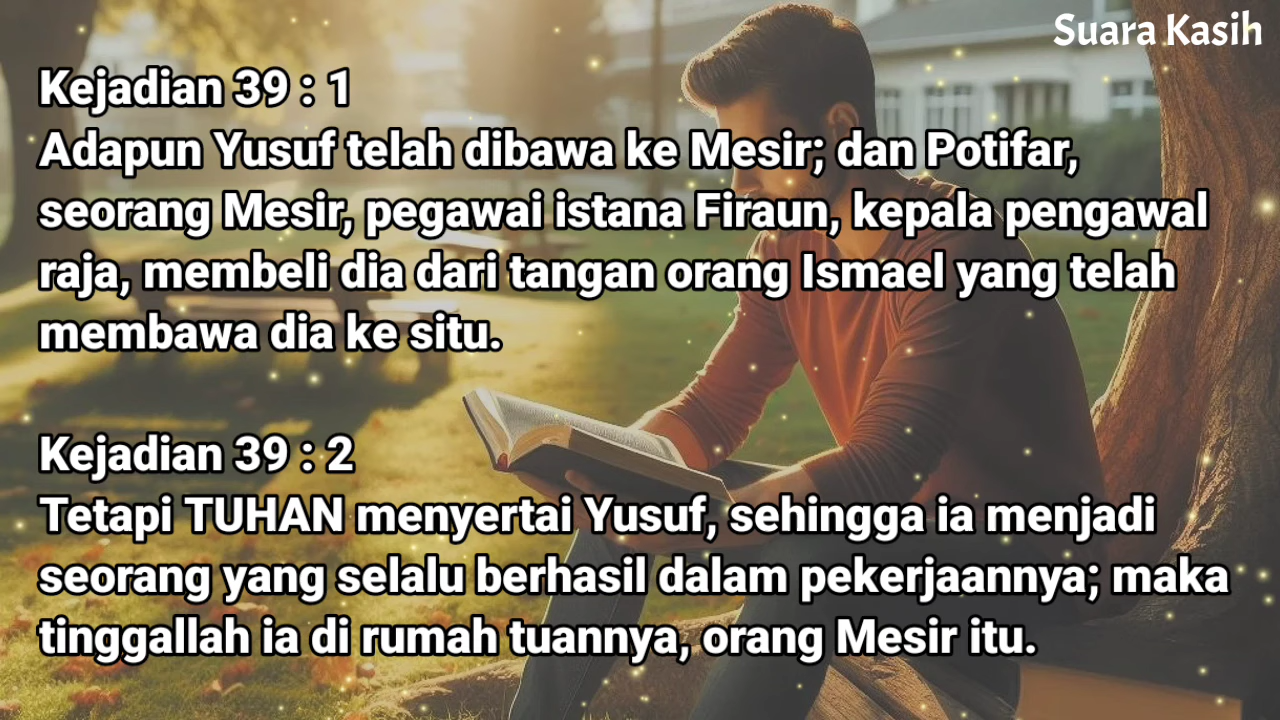 Suara Kasih
Kejadian 39 : 1
Adapun Yusuf telah dibawa ke Mesir; dan Potifar,
seorang Mesir, pegawai istana Firaun, kepala pengawal
raja, membeli dia dari tangan orang Ismael yang telah
membawa dia ke situ.
Kejadian 39 : 2
Tetapi TUHAN menyertai Yusuf, sehingga ia menjadi
seorang yang selalu berhasil dalam pekerjaannya; maka
tinggallah ia di rumah tuannya, orang Mesir itu.